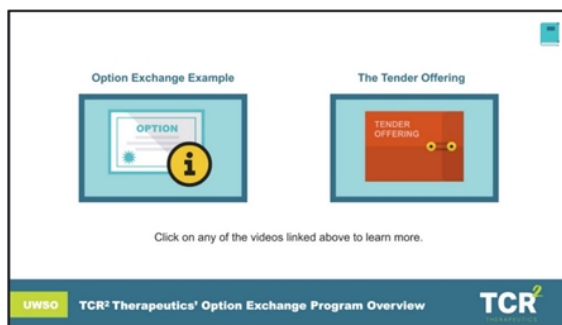 Option Exchange Example
The Tender Offering
OPTION
i
TENDER
OFFERING
Click on any of the videos linked above to learn more.
UWSO
TCR² Therapeutics' Option Exchange Program Overview
TCR²
THERAPEUTICS